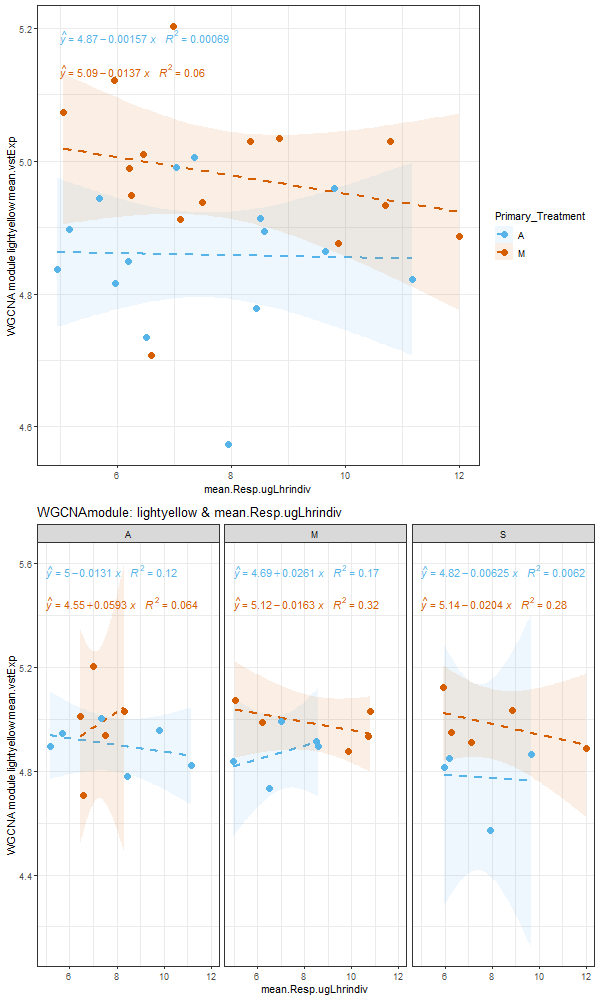 5.2
5.0
4.8
4.6
WGCNA module lightyellow mean.vstExp
ŷ = 4.87 − 0.00157 x R² = 0.00069
ŷ = 5.09 − 0.0137 x R² = 0.06
6 8 10 12
mean.Resp.ugLhrindiv
Primary_Treatment
A
M
WGCNAmodule: lightyellow & mean.Resp.ugLhrindiv
A M S
5.6
5.2
4.8
4.4
WGCNA module lightyellow mean.vstExp
ŷ = 5 − 0.0131 x R² = 0.12
ŷ = 4.55 + 0.0593 x R² = 0.064
ŷ = 4.69 + 0.0261 x R² = 0.17
ŷ = 5.12 − 0.0163 x R² = 0.32
ŷ = 4.82 − 0.00625 x R² = 0.0062
ŷ = 5.14 − 0.0204 x R² = 0.28
6 8 10 12 6 8 10 12 6 8 10 12
mean.Resp.ugLhrindiv